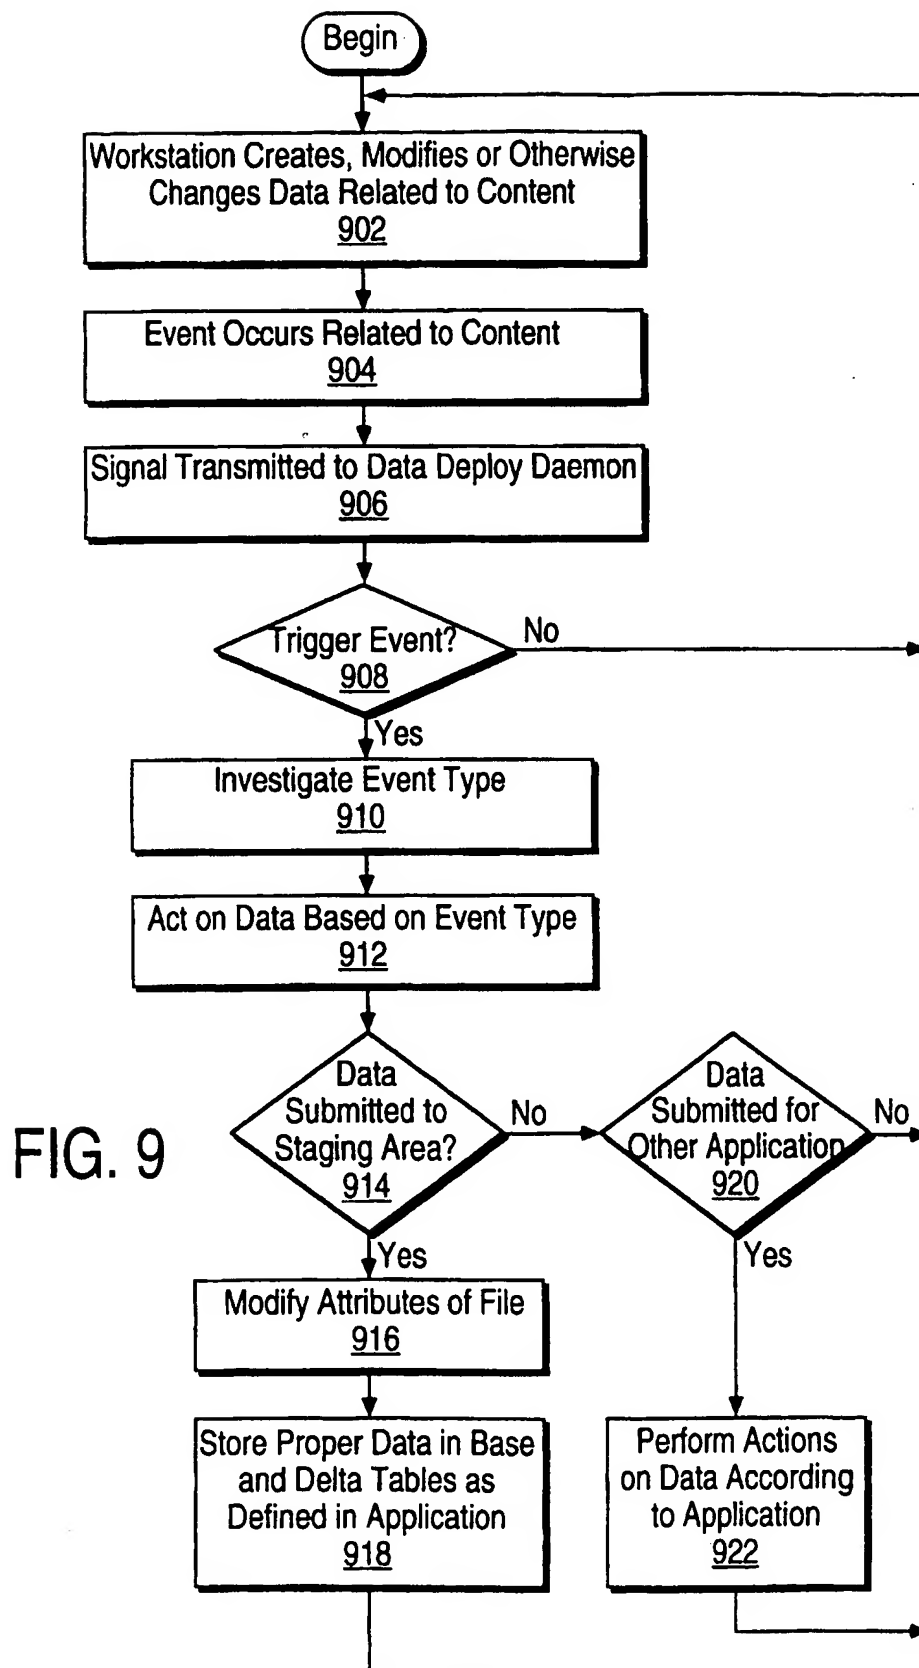 Begin
Workstation Creates, Modifies or Otherwise
Changes Data Related to Content
902
Event Occurs Related to Content
904
Signal Transmitted to Data Deploy Daemon
906
Trigger Event?
908
No
Yes
Investigate Event Type
910
Act on Data Based on Event Type
912
Data
Submitted to
Staging Area?
914
No
Data
Submitted for
Other Application
920
No
FIG. 9
Yes
Yes
Modify Attributes of File
916
Store Proper Data in Base
and Delta Tables as
Defined in Application
918
Perform Actions
on Data According
to Application
922